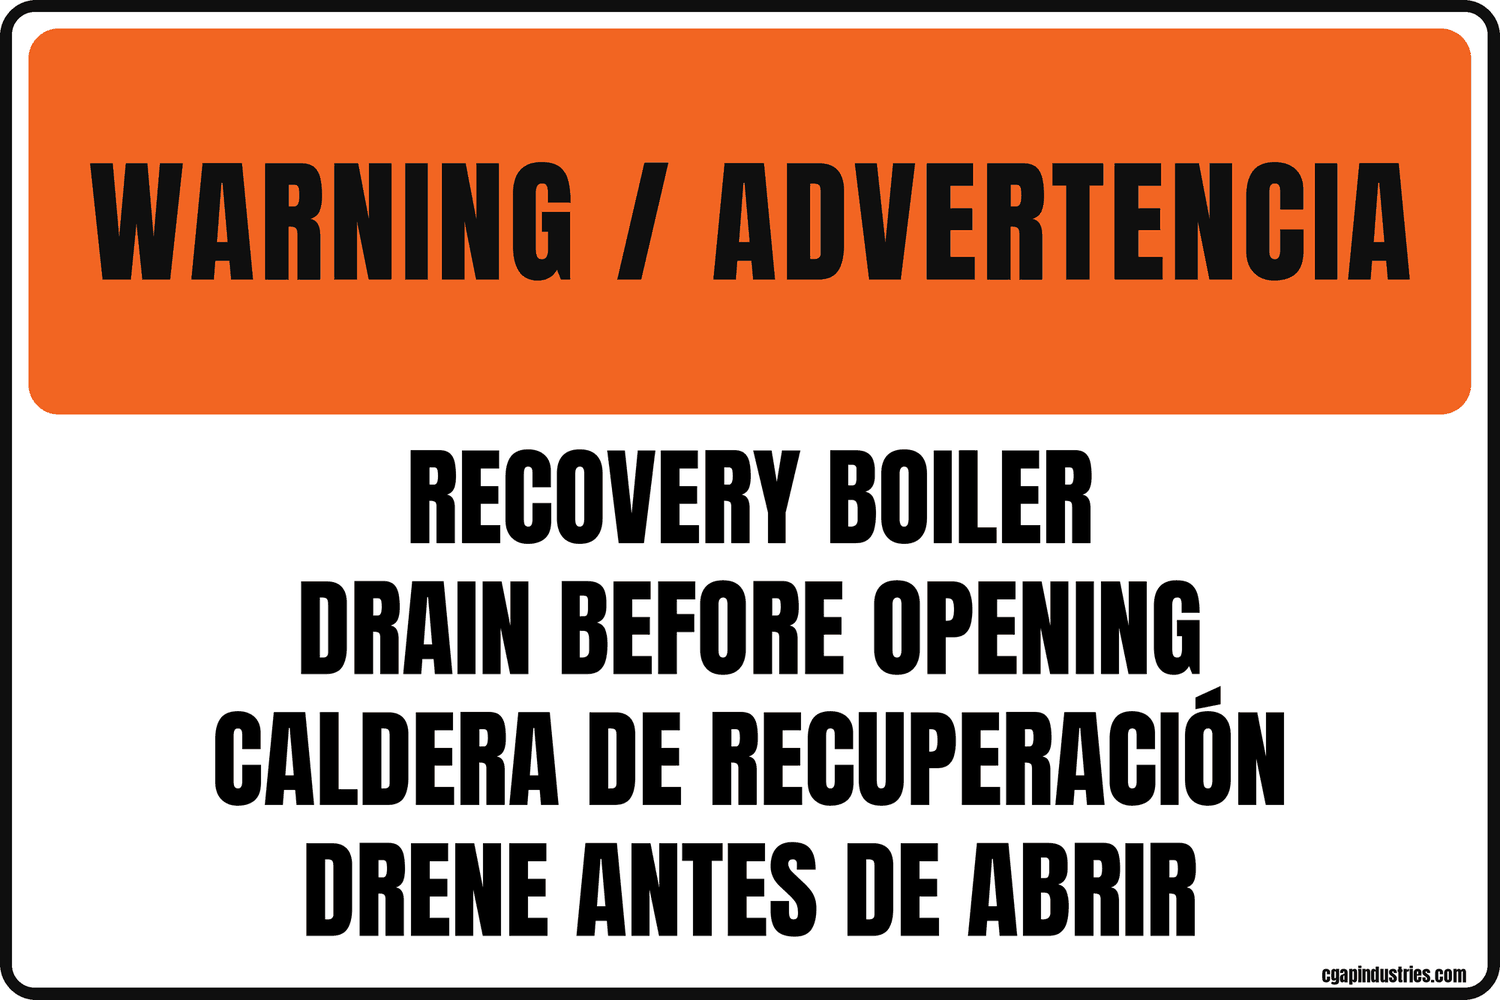 WARNING / ADVERTENCIA
RECOVERY BOILER
DRAIN BEFORE OPENING
CALDERA DE RECUPERACIÓN
DRENE ANTES DE ABRIR
cgapindustries.com